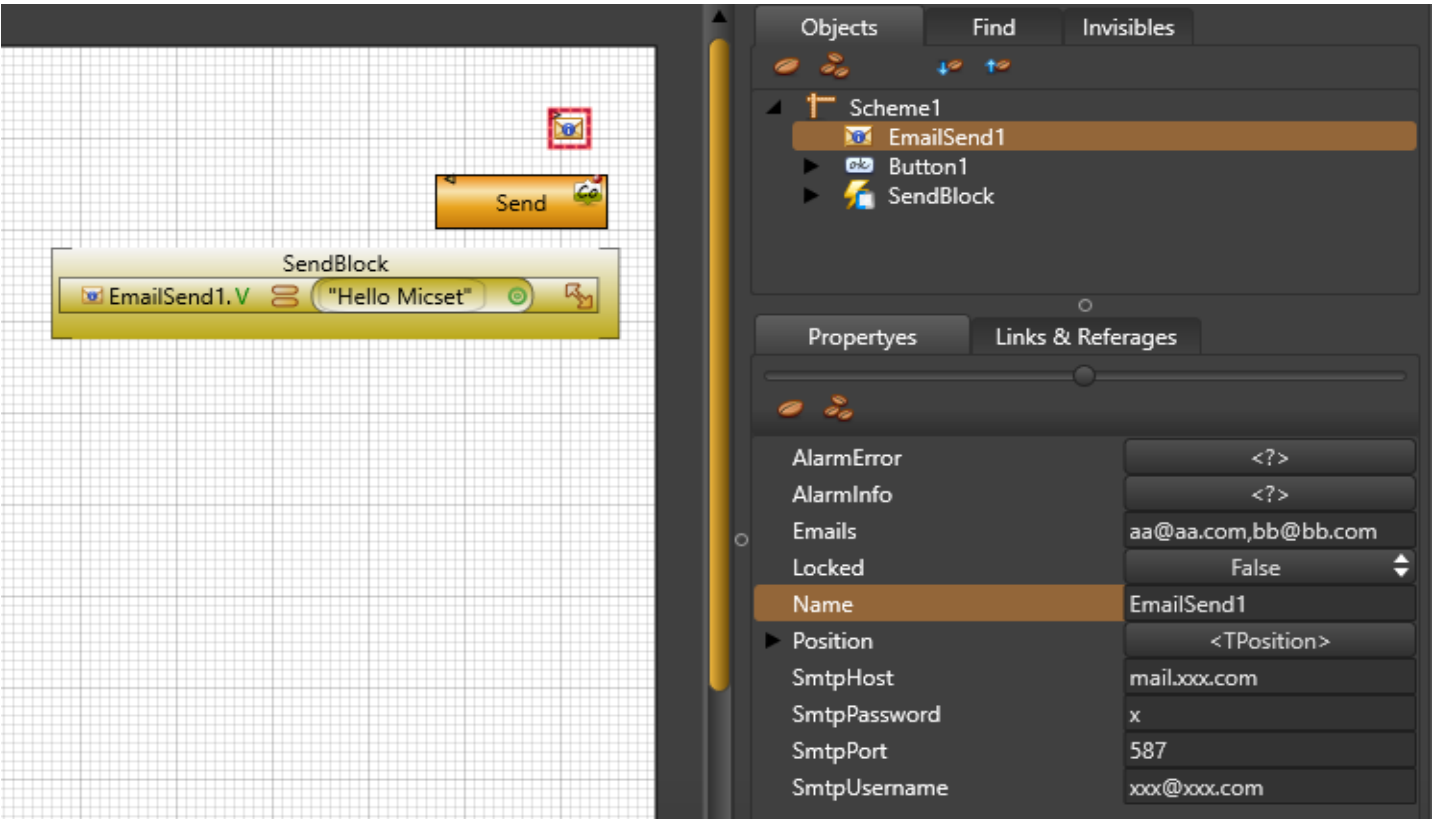 Send
Go
SendBlock
EmailSend1.V "Hello Micset"
Objects Find Invisibles
Scheme1
EmailSend1
ok Button1
SendBlock
Propertyes Links & Referages
AlarmError <?>
AlarmInfo <?>
Emails aa@aa.com,bb@bb.com
Locked False
Name EmailSend1
Position <TPosition>
SmtpHost mail.xxx.com
SmtpPassword x
SmtpPort 587
SmtpUsername xxx@xxx.com